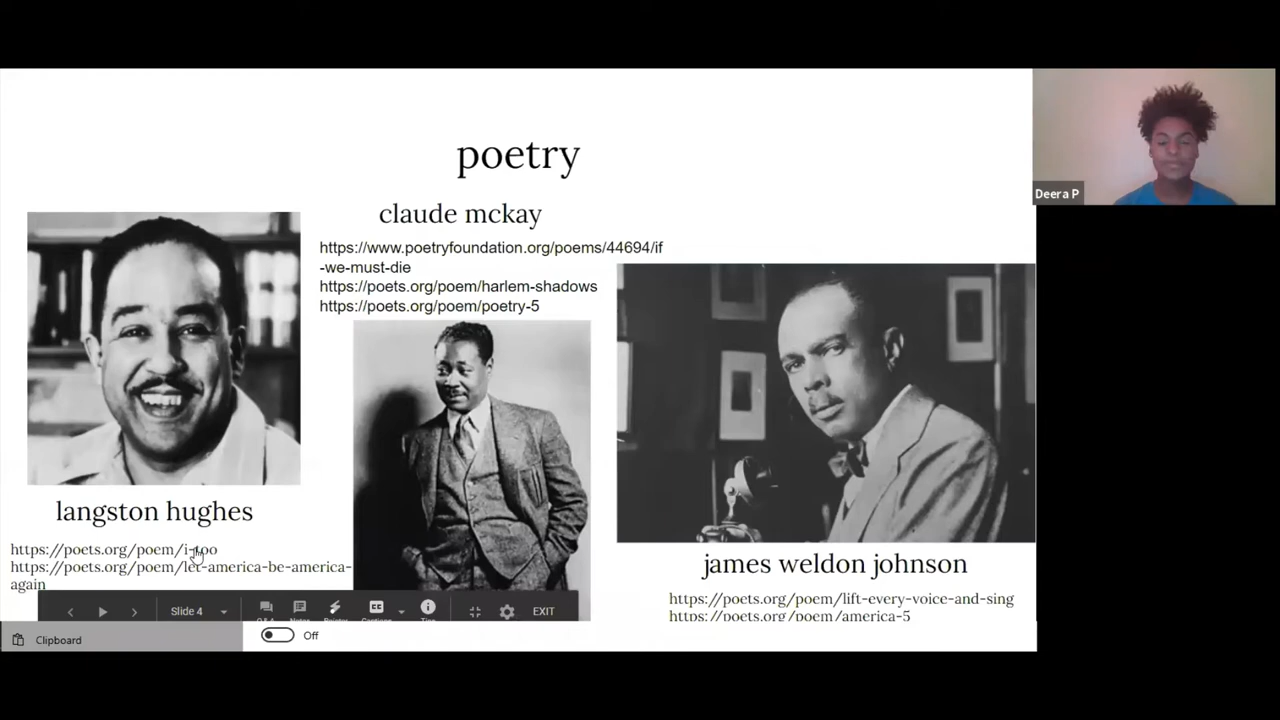 poetry
claude mckay
https://www.poetryfoundation.org/poems/44694/if
-we-must-die
https://poets.org/poem/harlem-shadows
https://poets.org/poem/poetry-5
langston hughes
https://poets.org/poem/i-too
https://poets.org/poem/let-america-be-america-
again
james weldon johnson
https://poets.org/poem/lift-every-voice-and-sing
https://poets.org/poem/america-5
Slide 4
EXIT
Captions
Clipboard
Off
Deera P